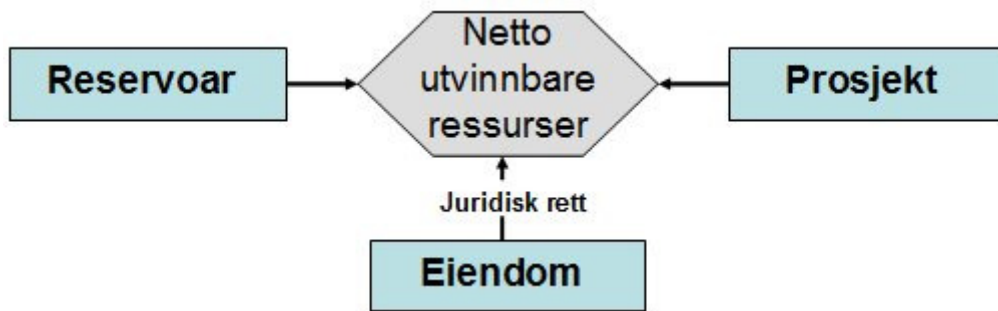 Reservoar
Netto
utvinnbare
ressurser
Prosjekt
Juridisk rett
Eiendom